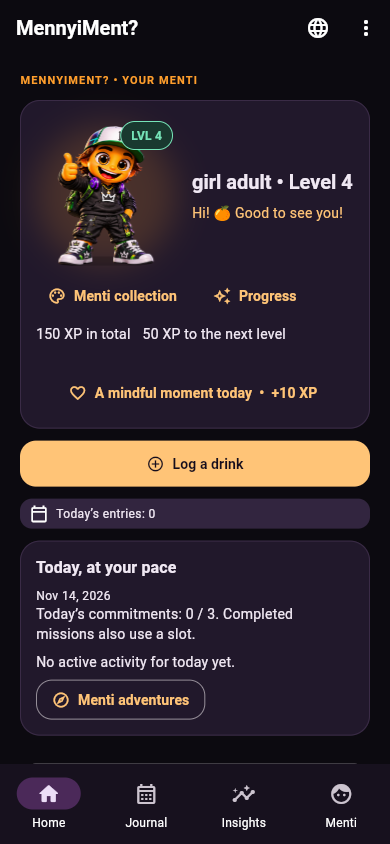 MennyiMent?
MENNYIMENT? • YOUR MENTI
LVL 4
girl adult • Level 4
Hi! 🍊 Good to see you!
Menti collection
Progress
150 XP in total 50 XP to the next level
A mindful moment today • +10 XP
Log a drink
Today's entries: 0
Today, at your pace
Nov 14, 2026
Today's commitments: 0 / 3. Completed
missions also use a slot.
No active activity for today yet.
Menti adventures
Home
Journal
Insights
Menti